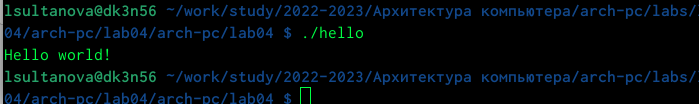 lsultanova@dk3n56 ~/work/study/2022-2023/Архитектура компьютера/arch-pc/labs/
04/arch-pc/lab04/arch-pc/lab04 $ ./hello
Hello world!
lsultanova@dk3n56 ~/work/study/2022-2023/Архитектура компьютера/arch-pc/labs/
04/arch-pc/lab04/arch-pc/lab04 $